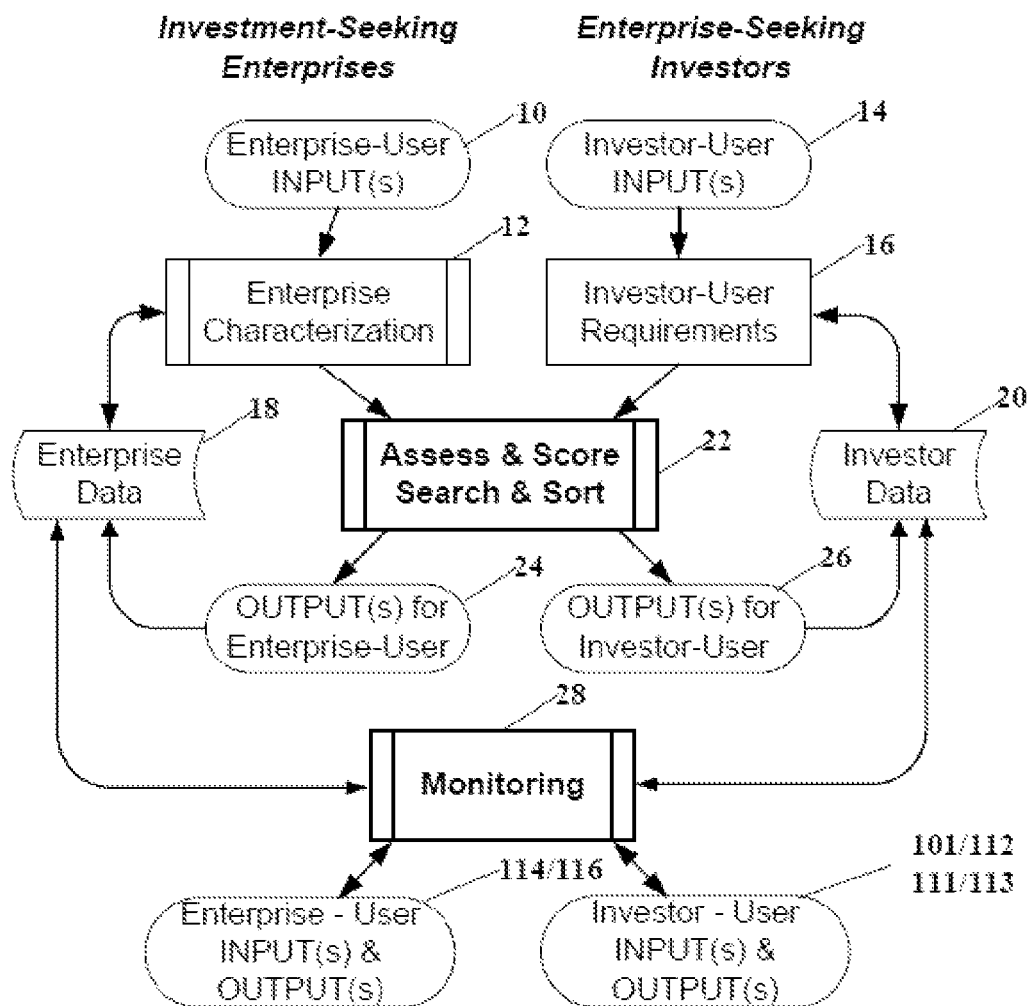 Investment-Seeking
Enterprises
Enterprise-Seeking
Investors
10
Enterprise-User
INPUT(s)
14
Investor-User
INPUT(s)
12
Enterprise
Characterization
16
Investor-User
Requirements
18
Enterprise
Data
22
Assess & Score
Search & Sort
20
Investor
Data
24
OUTPUT(s) for
Enterprise-User
26
OUTPUT(s) for
Investor-User
28
Monitoring
114/116
Enterprise - User
INPUT(s) &
OUTPUT(s)
101/112
111/113
Investor - User
INPUT(s) &
OUTPUT(s)